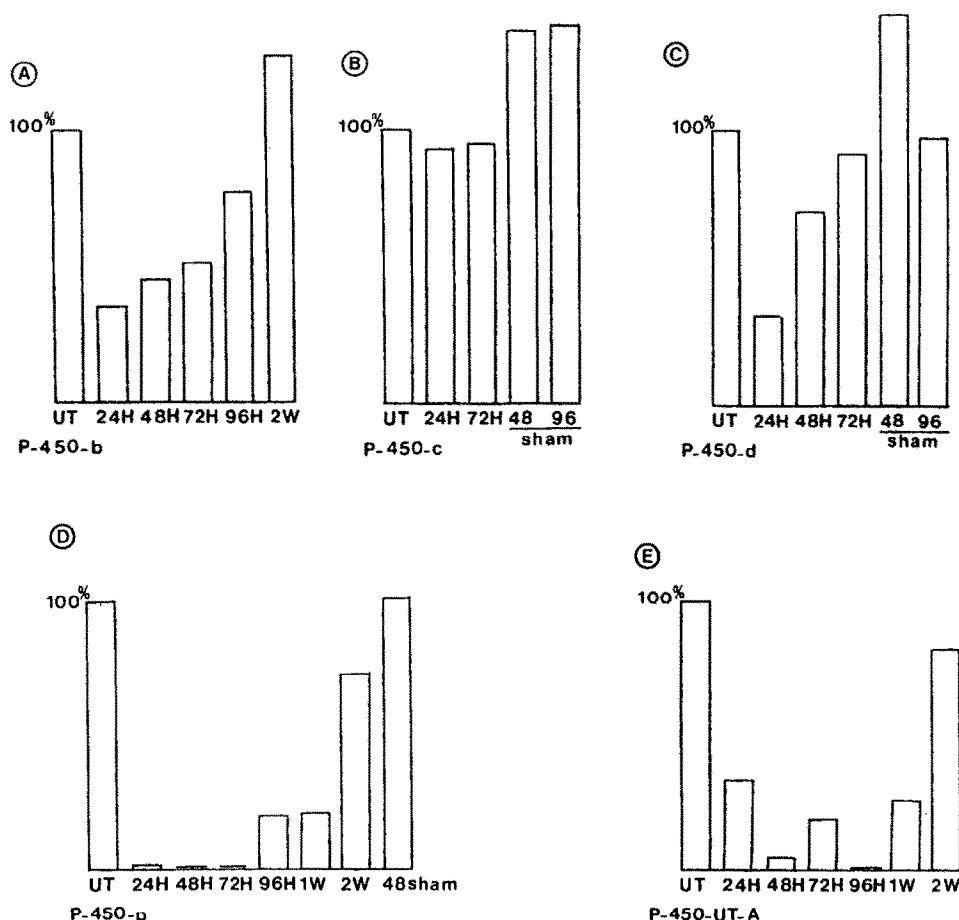 A
100%
UT 24H 48H 72H 96H 2W
P-450-b
B
100%
UT 24H 72H 48 96
sham
P-450-c
C
100%
UT 24H 48H 72H 48 96
sham
P-450-d
D
100%
UT 24H 48H 72H 96H 1W 2W 48sham
P-450-p
E
100%
UT 24H 48H 72H 96H 1W 2W
P-450-UT-A